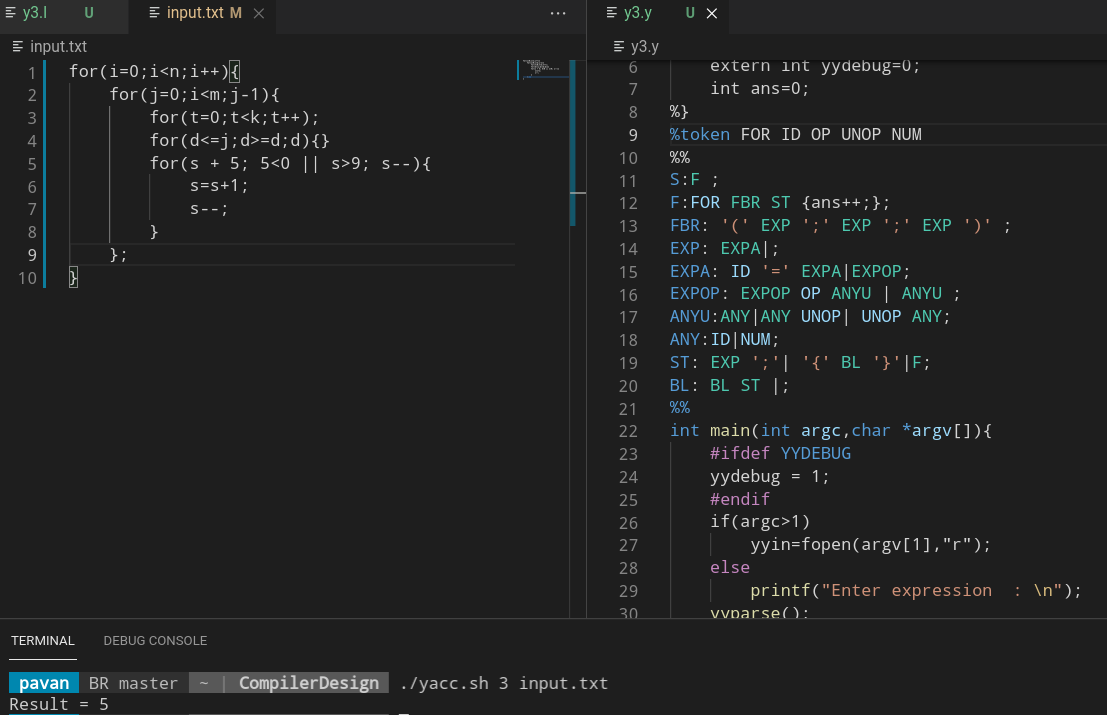 y3.l U input.txt M
input.txt
1 for(i=0;i<n;i++){
2 for(j=0;i<m;j-1){
3 for(t=0;t<k;t++);
4 for(d<=j;d>=d;d){}
5 for(s + 5; 5<0 || s>9; s--){
6 s=s+1;
7 s--;
8 }
9 };
10 }
y3.y U
y3.y
6 extern int yydebug=0;
7 int ans=0;
8 %}
9 %token FOR ID OP UNOP NUM
10 %%
11 S:F ;
12 F:FOR FBR ST {ans++;};
13 FBR: '(' EXP ';' EXP ';' EXP ')' ;
14 EXP: EXPA|;
15 EXPA: ID '=' EXPA|EXPOP;
16 EXPOP: EXPOP OP ANYU | ANYU ;
17 ANYU:ANY|ANY UNOP| UNOP ANY;
18 ANY:ID|NUM;
19 ST: EXP ';'| '{' BL '}'|F;
20 BL: BL ST |;
21 %%
22 int main(int argc,char *argv[]){
23 #ifdef YYDEBUG
24 yydebug = 1;
25 #endif
26 if(argc>1)
27 yyin=fopen(argv[1],"r");
28 else
29 printf("Enter expression  : \n");
30 yyparse();
TERMINAL DEBUG CONSOLE
pavan BR master ~ | CompilerDesign ./yacc.sh 3 input.txt
Result = 5